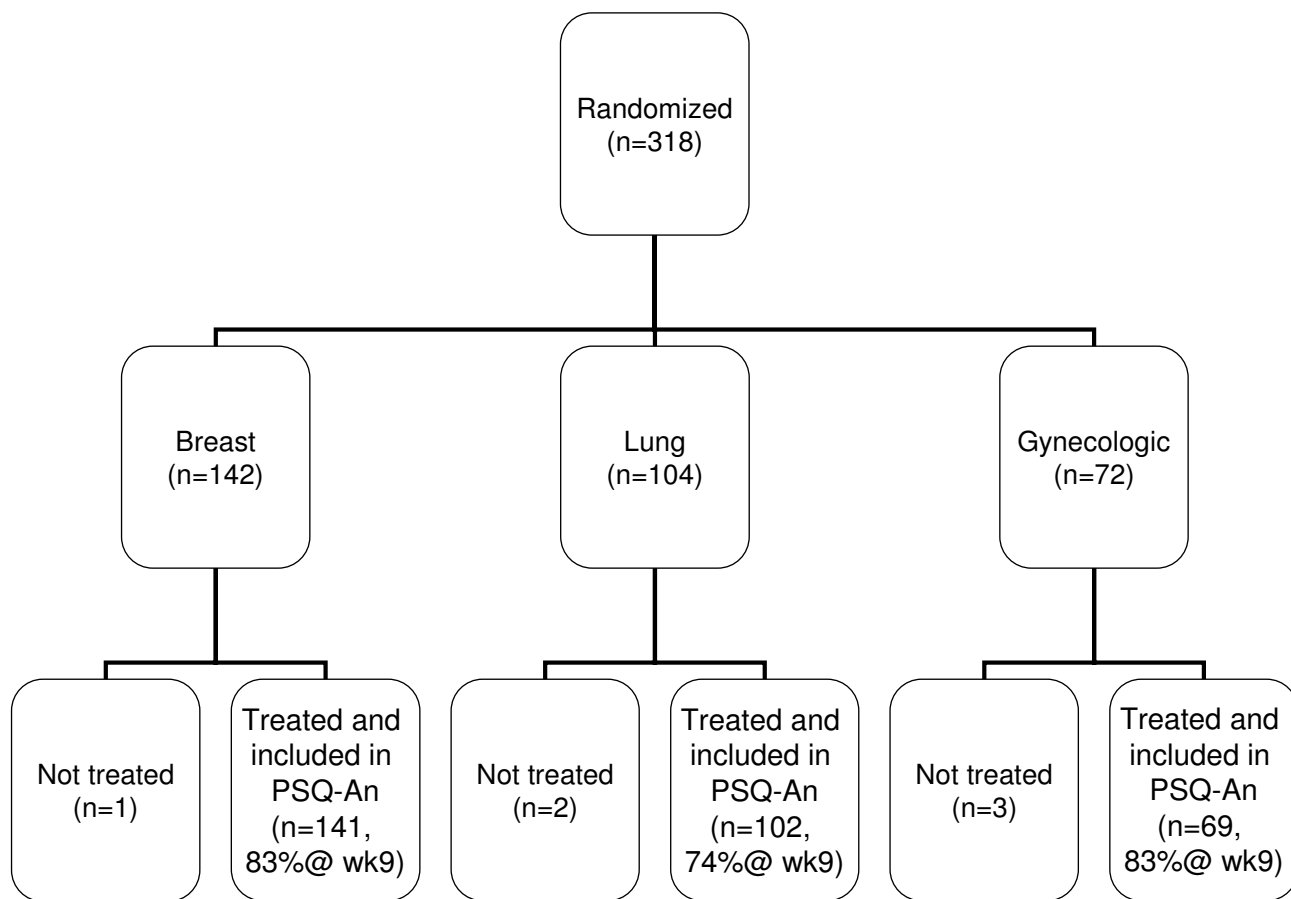 Randomized
(n=318)
Breast
(n=142)
Lung
(n=104)
Gynecologic
(n=72)
Not treated
(n=1)
Treated and
included in
PSQ-An
(n=141,
83%@ wk9)
Not treated
(n=2)
Treated and
included in
PSQ-An
(n=102,
74%@ wk9)
Not treated
(n=3)
Treated and
included in
PSQ-An
(n=69,
83%@ wk9)